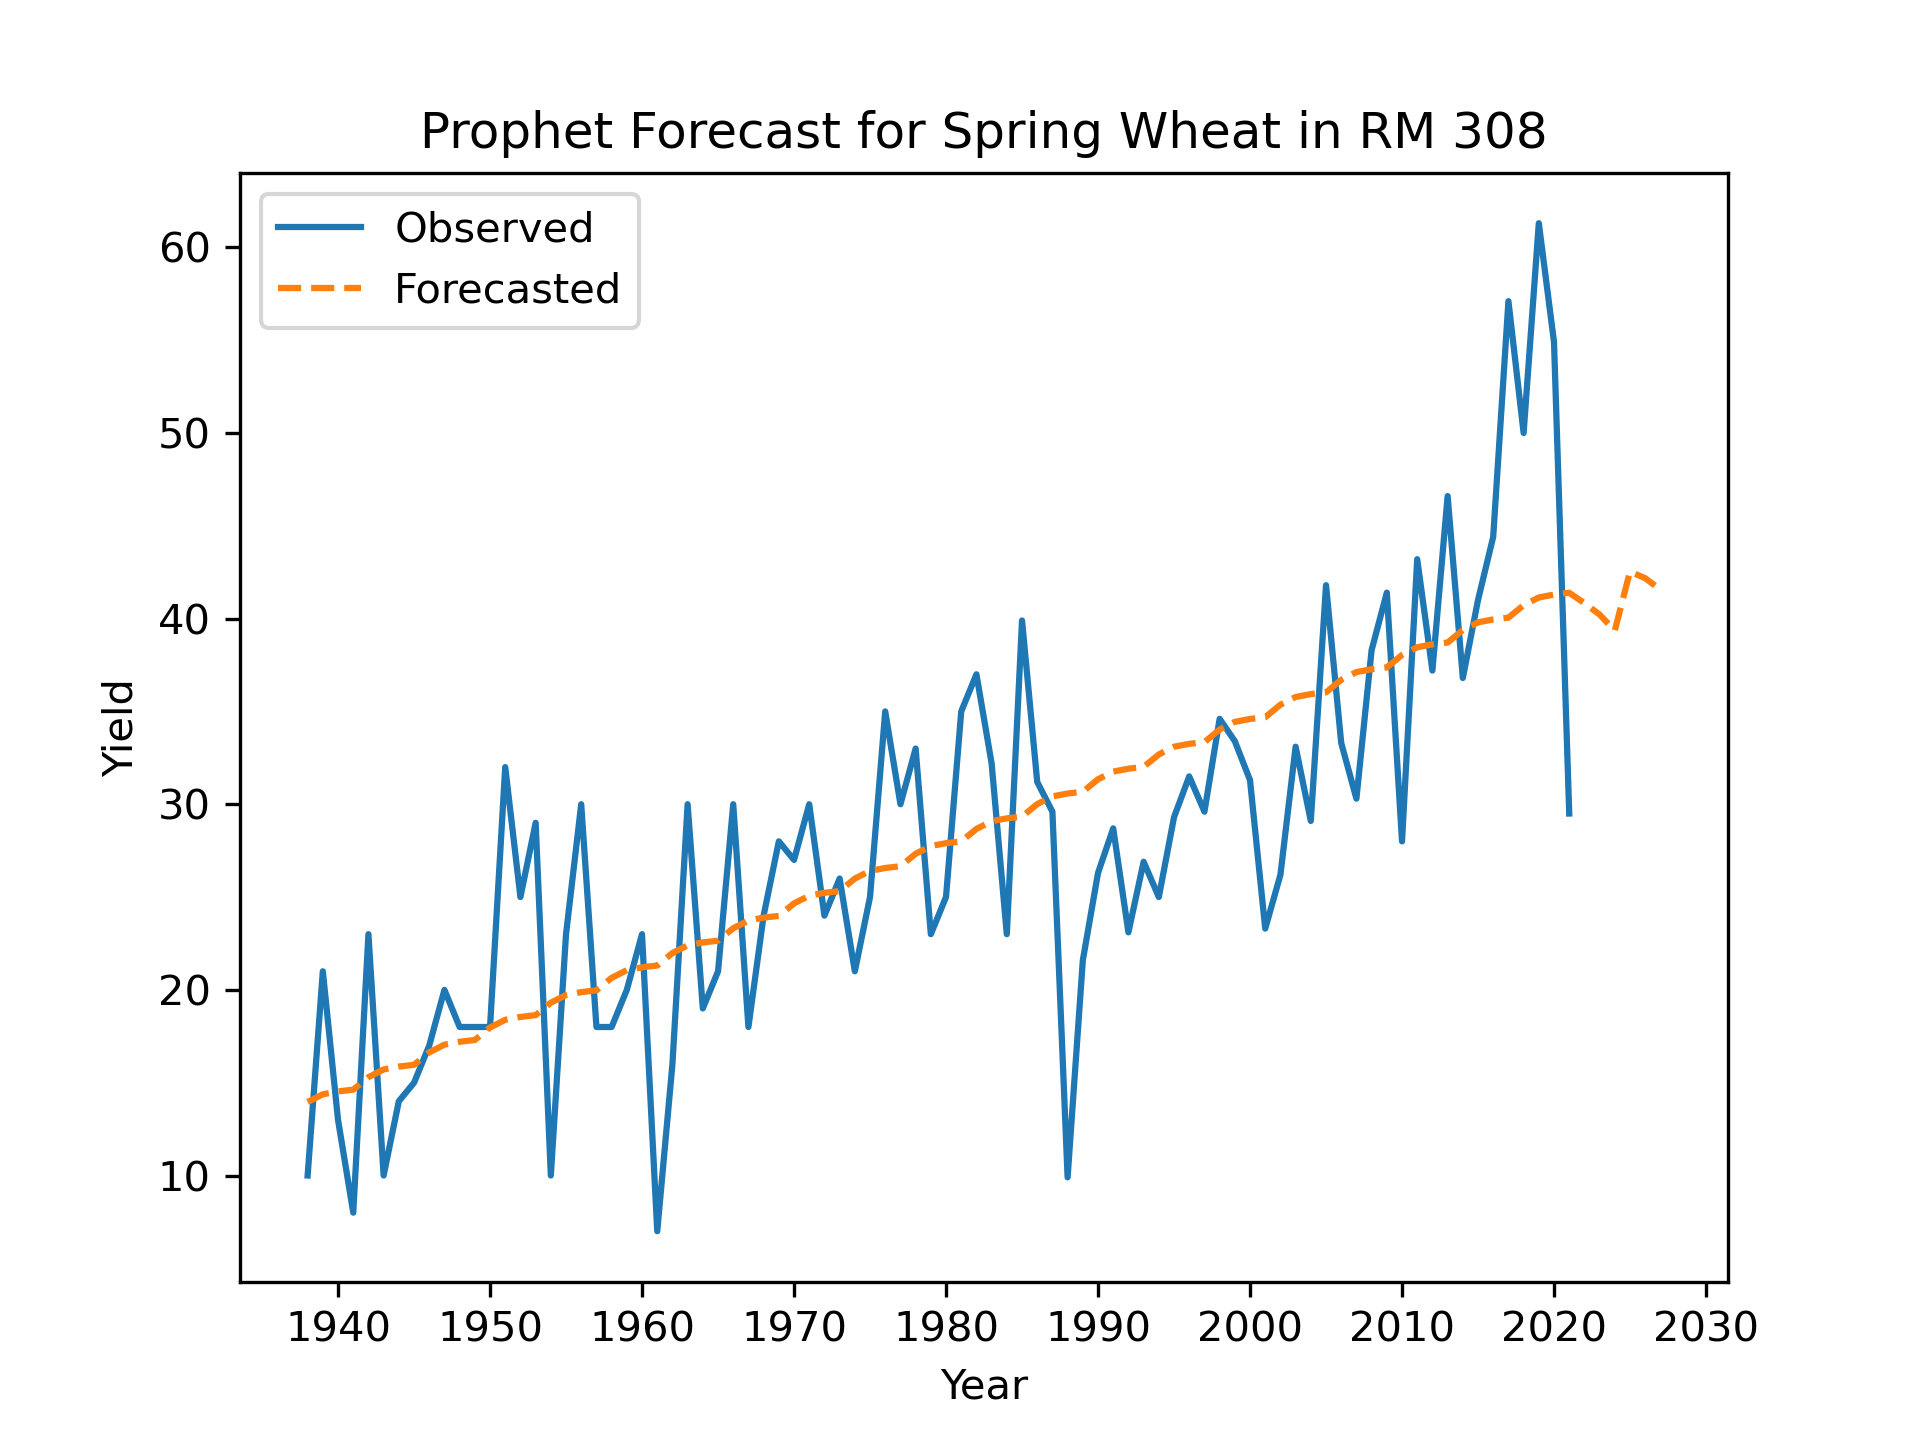 Prophet Forecast for Spring Wheat in RM 308
Observed
Forecasted
60
50
40
30
20
10
Yield
1940 1950 1960 1970 1980 1990 2000 2010 2020 2030
Year